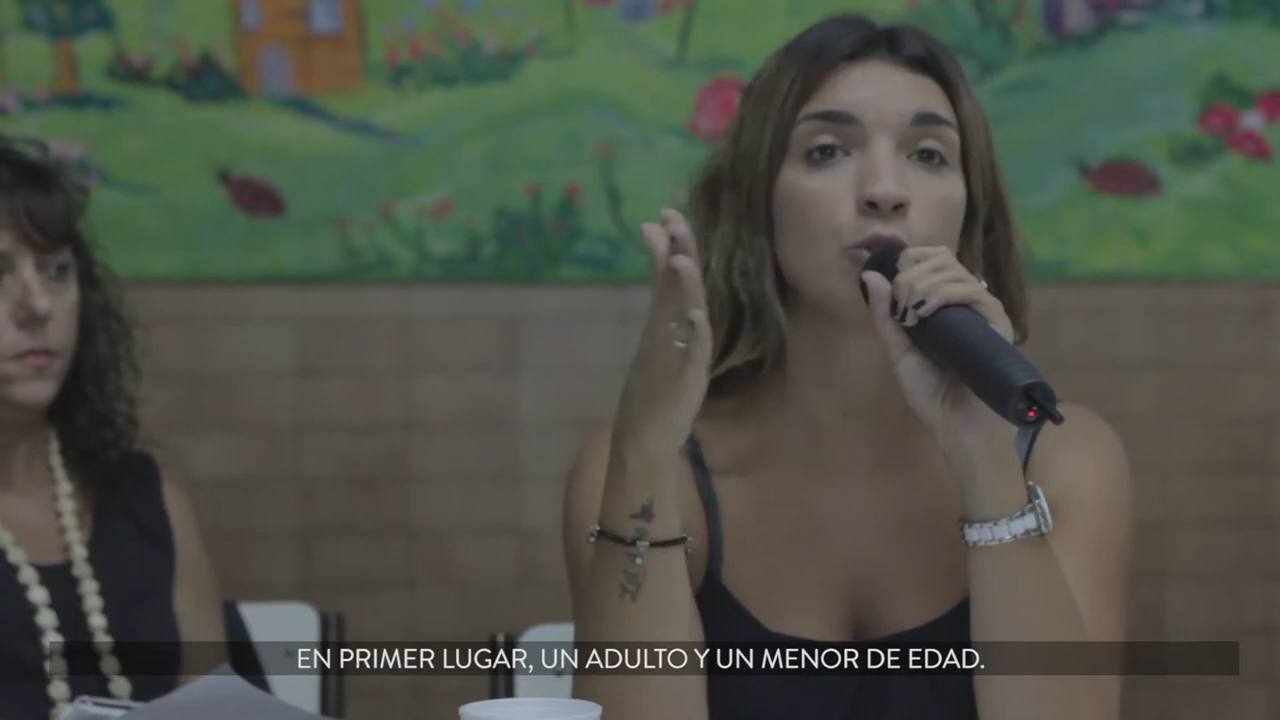 EN PRIMER LUGAR, UN ADULTO Y UN MENOR DE EDAD.